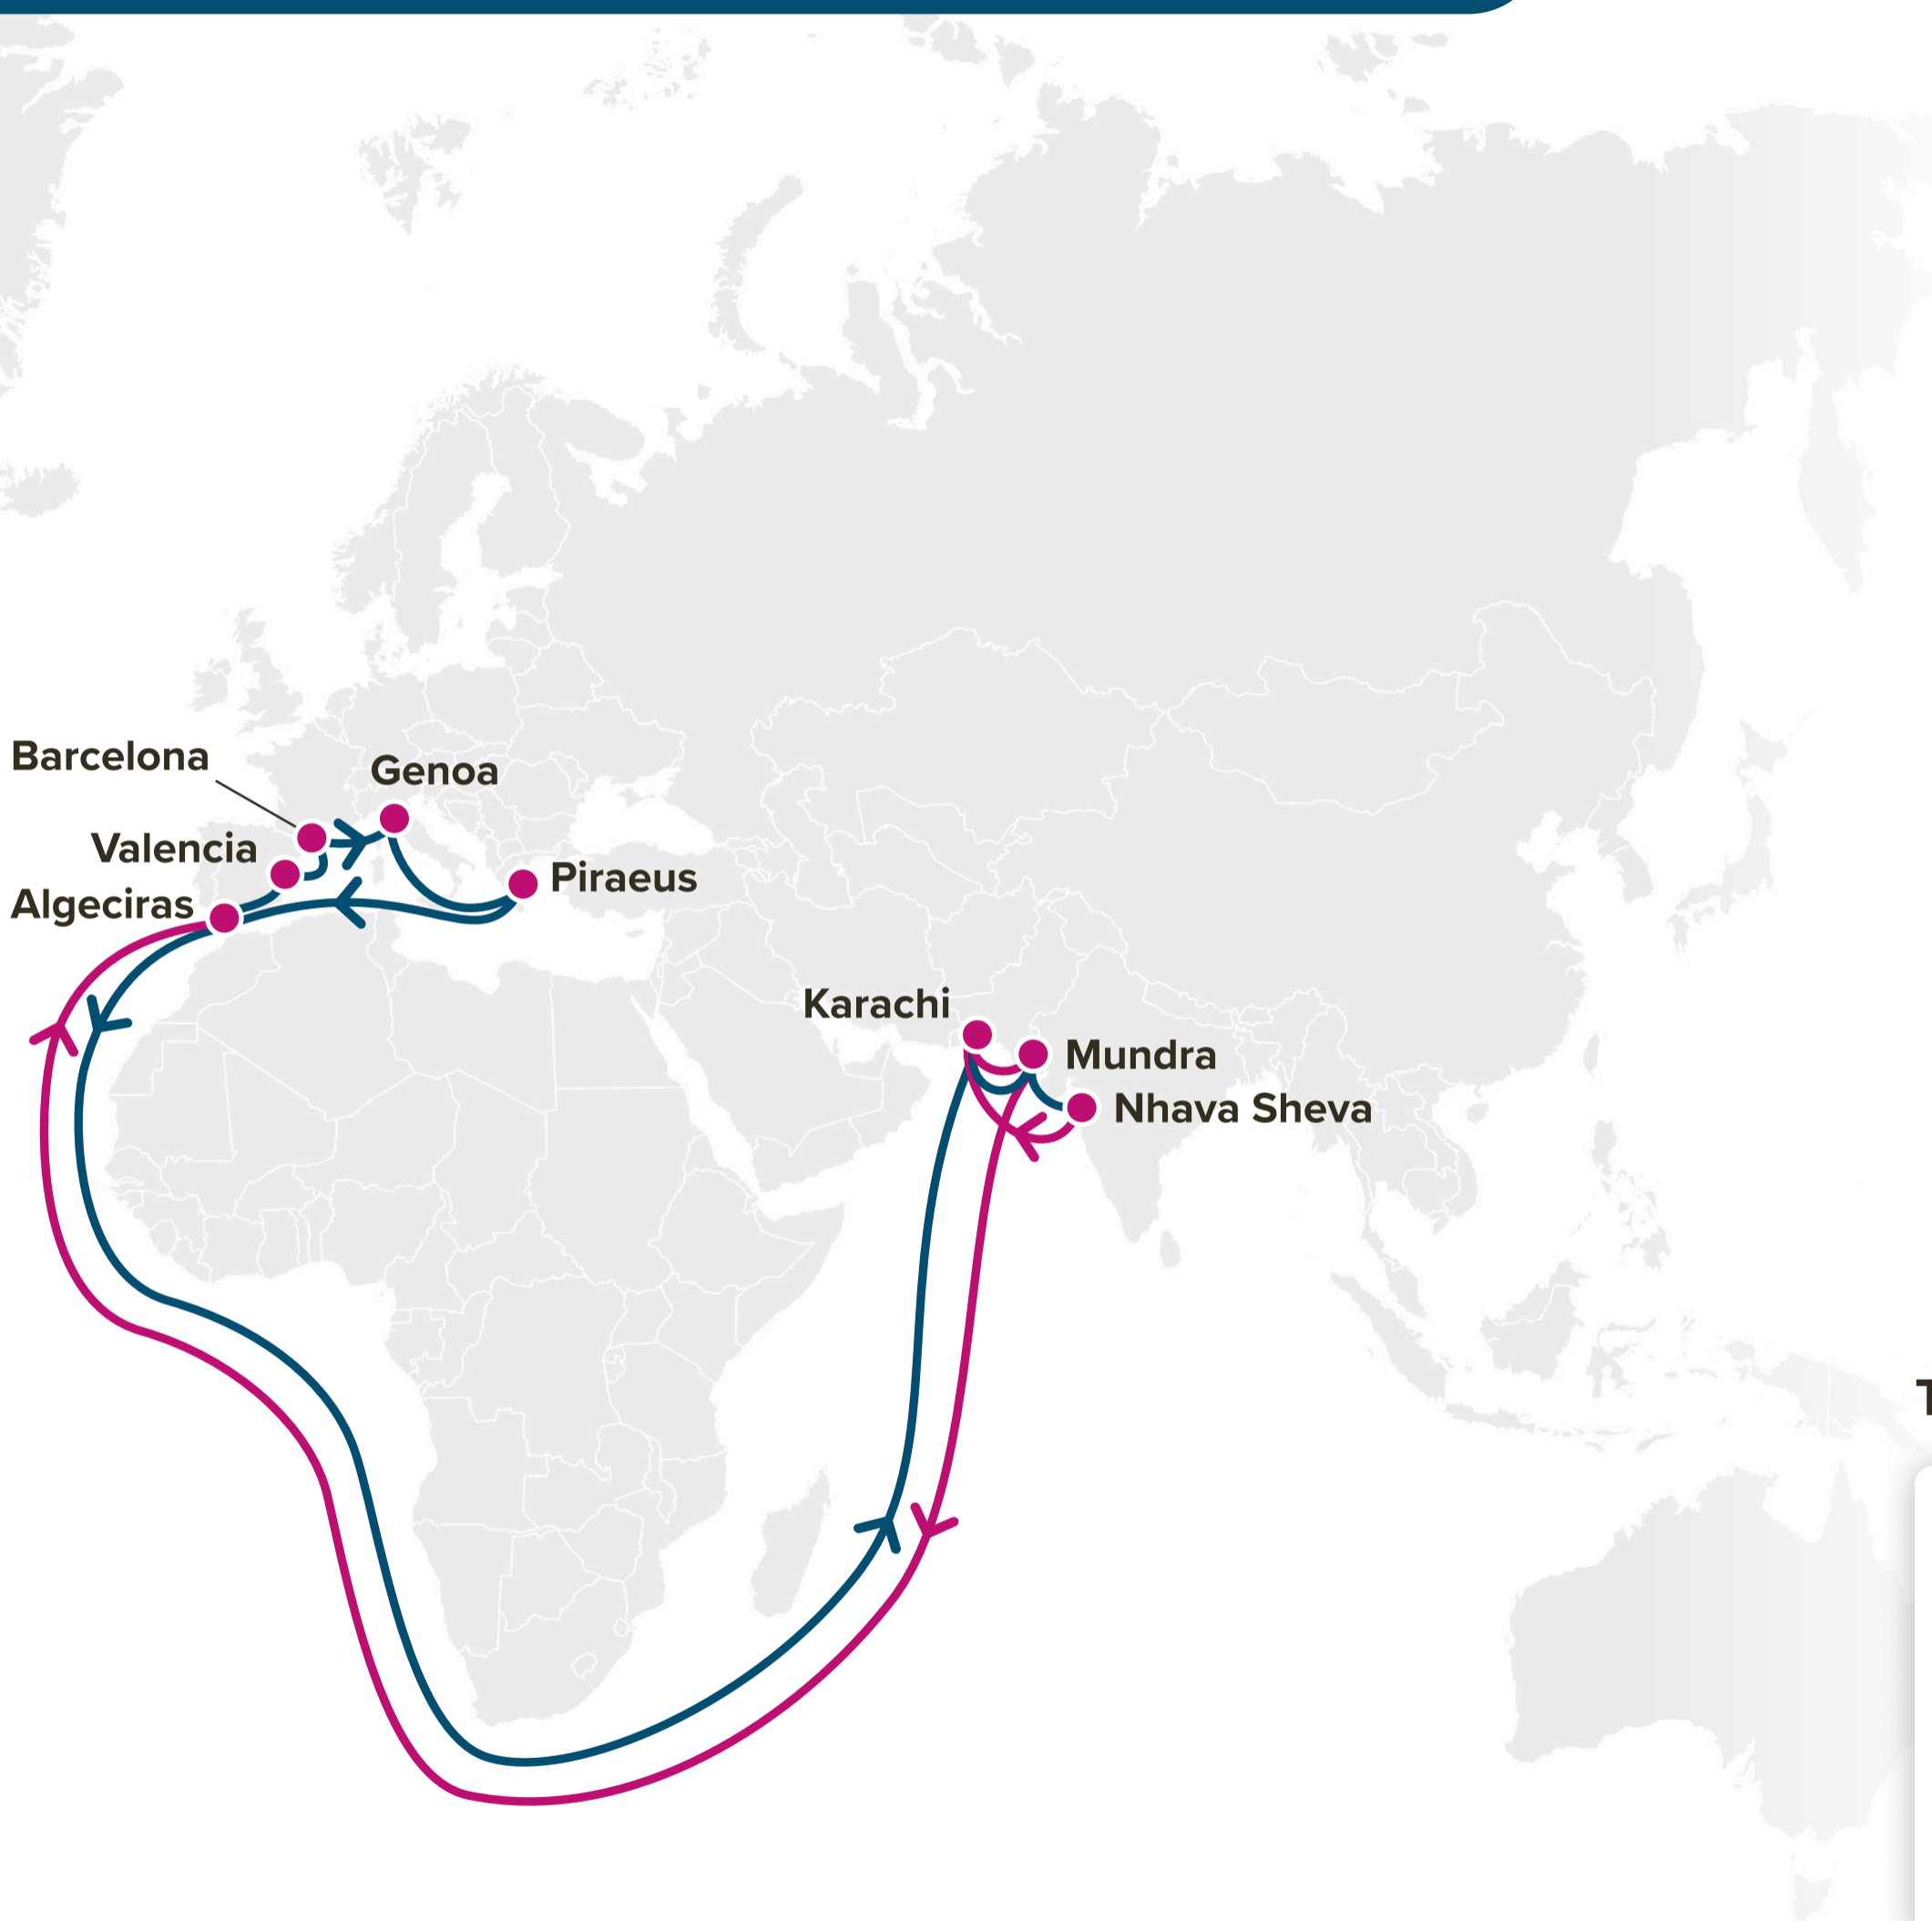 Barcelona
Genoa
Valencia
Piraeus
Algeciras
Karachi
Mundra
Nhava Sheva
T